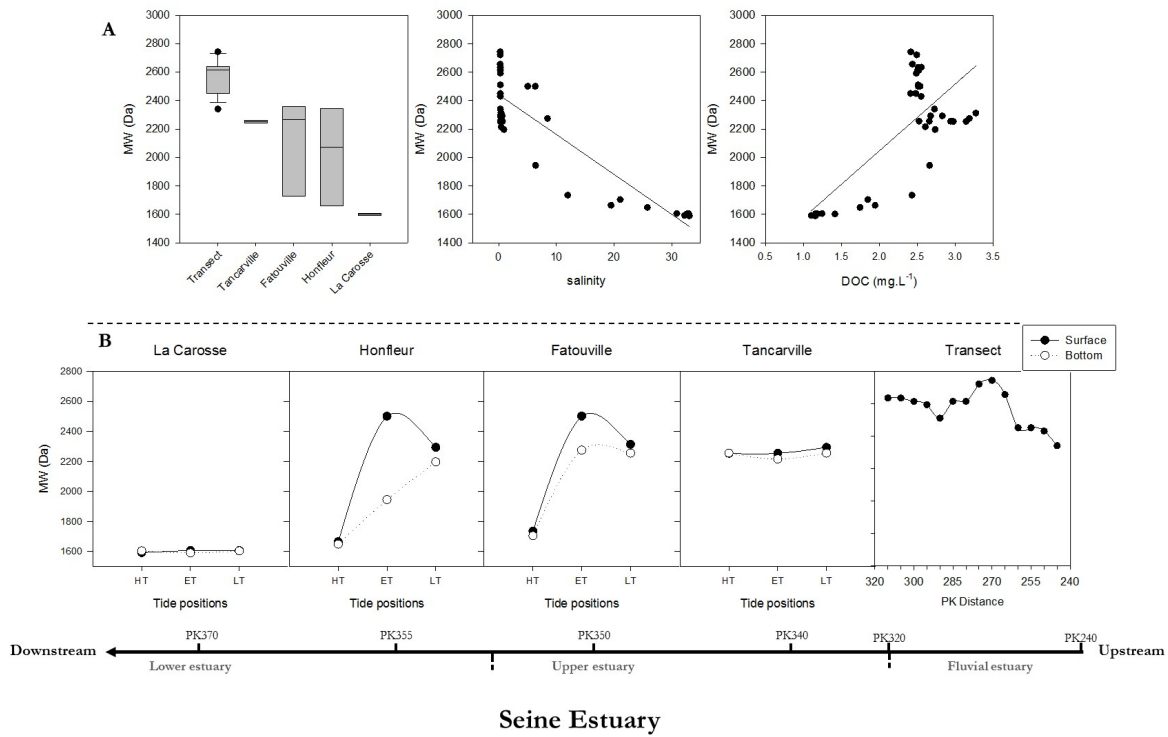 A
3000
2800
2600
2400
2200
2000
1800
1600
1400
MW (Da)
Transect
Tancarville
Fatouville
Honfleur
La Carosse
3000
2800
2600
2400
2200
2000
1800
1600
1400
MW (Da)
0 10 20 30
salinity
3000
2800
2600
2400
2200
2000
1800
1600
1400
MW (Da)
0.5 1.0 1.5 2.0 2.5 3.0 3.5
DOC (mg.L-1)
B
Surface
Bottom
La Carosse Honfleur Fatouville Tancarville Transect
2800
2600
2400
2200
2000
1800
1600
MW (Da)
HT ET LT HT ET LT HT ET LT HT ET LT 320 300 285 270 255 240
Tide positions Tide positions Tide positions Tide positions PK Distance
PK370 PK355 PK350 PK340 PK320 PK240
Downstream Upstream
Lower estuary Upper estuary Fluvial estuary
Seine Estuary